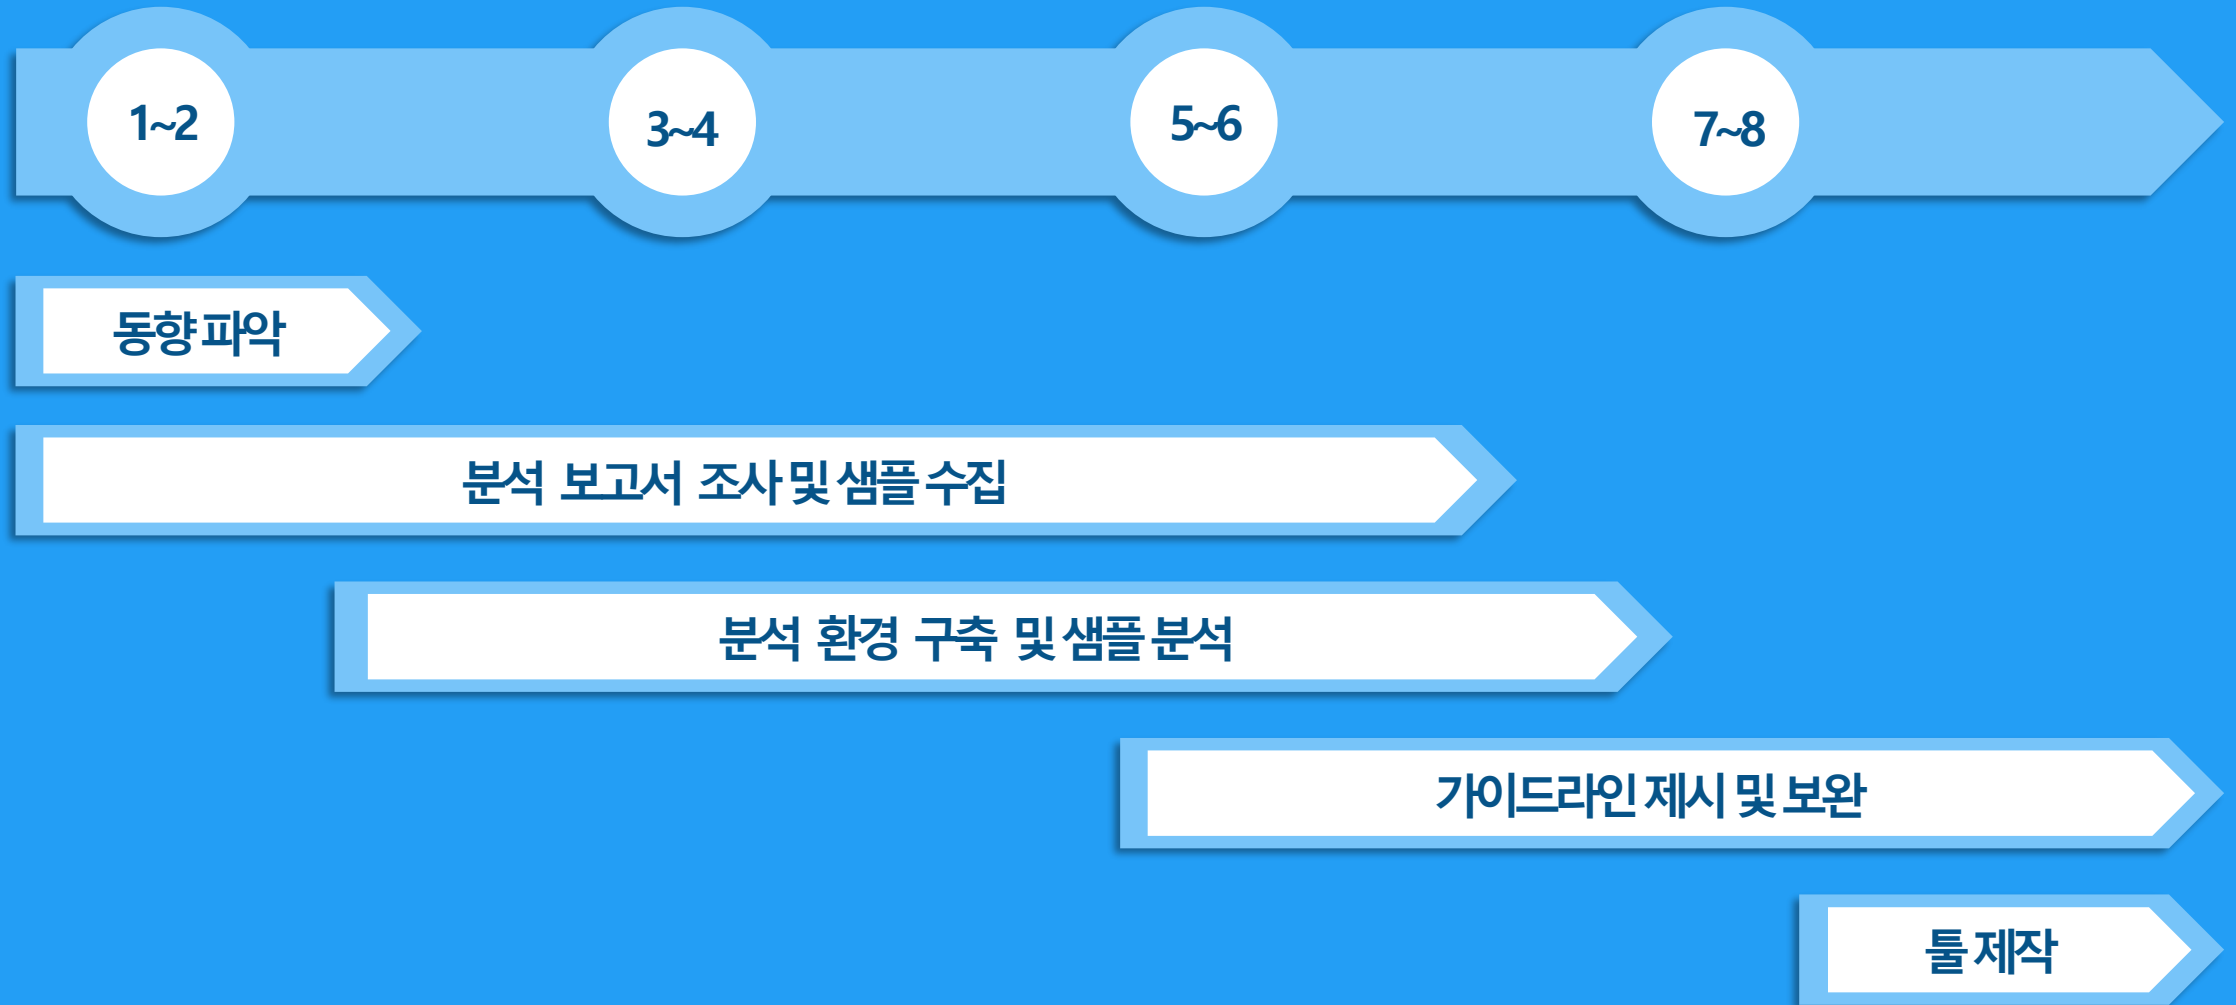 1~2
3~4
5~6
7~8
동향 파악
분석 보고서 조사 및 샘플 수집
분석 환경 구축 및 샘플 분석
가이드라인 제시 및 보완
툴 제작